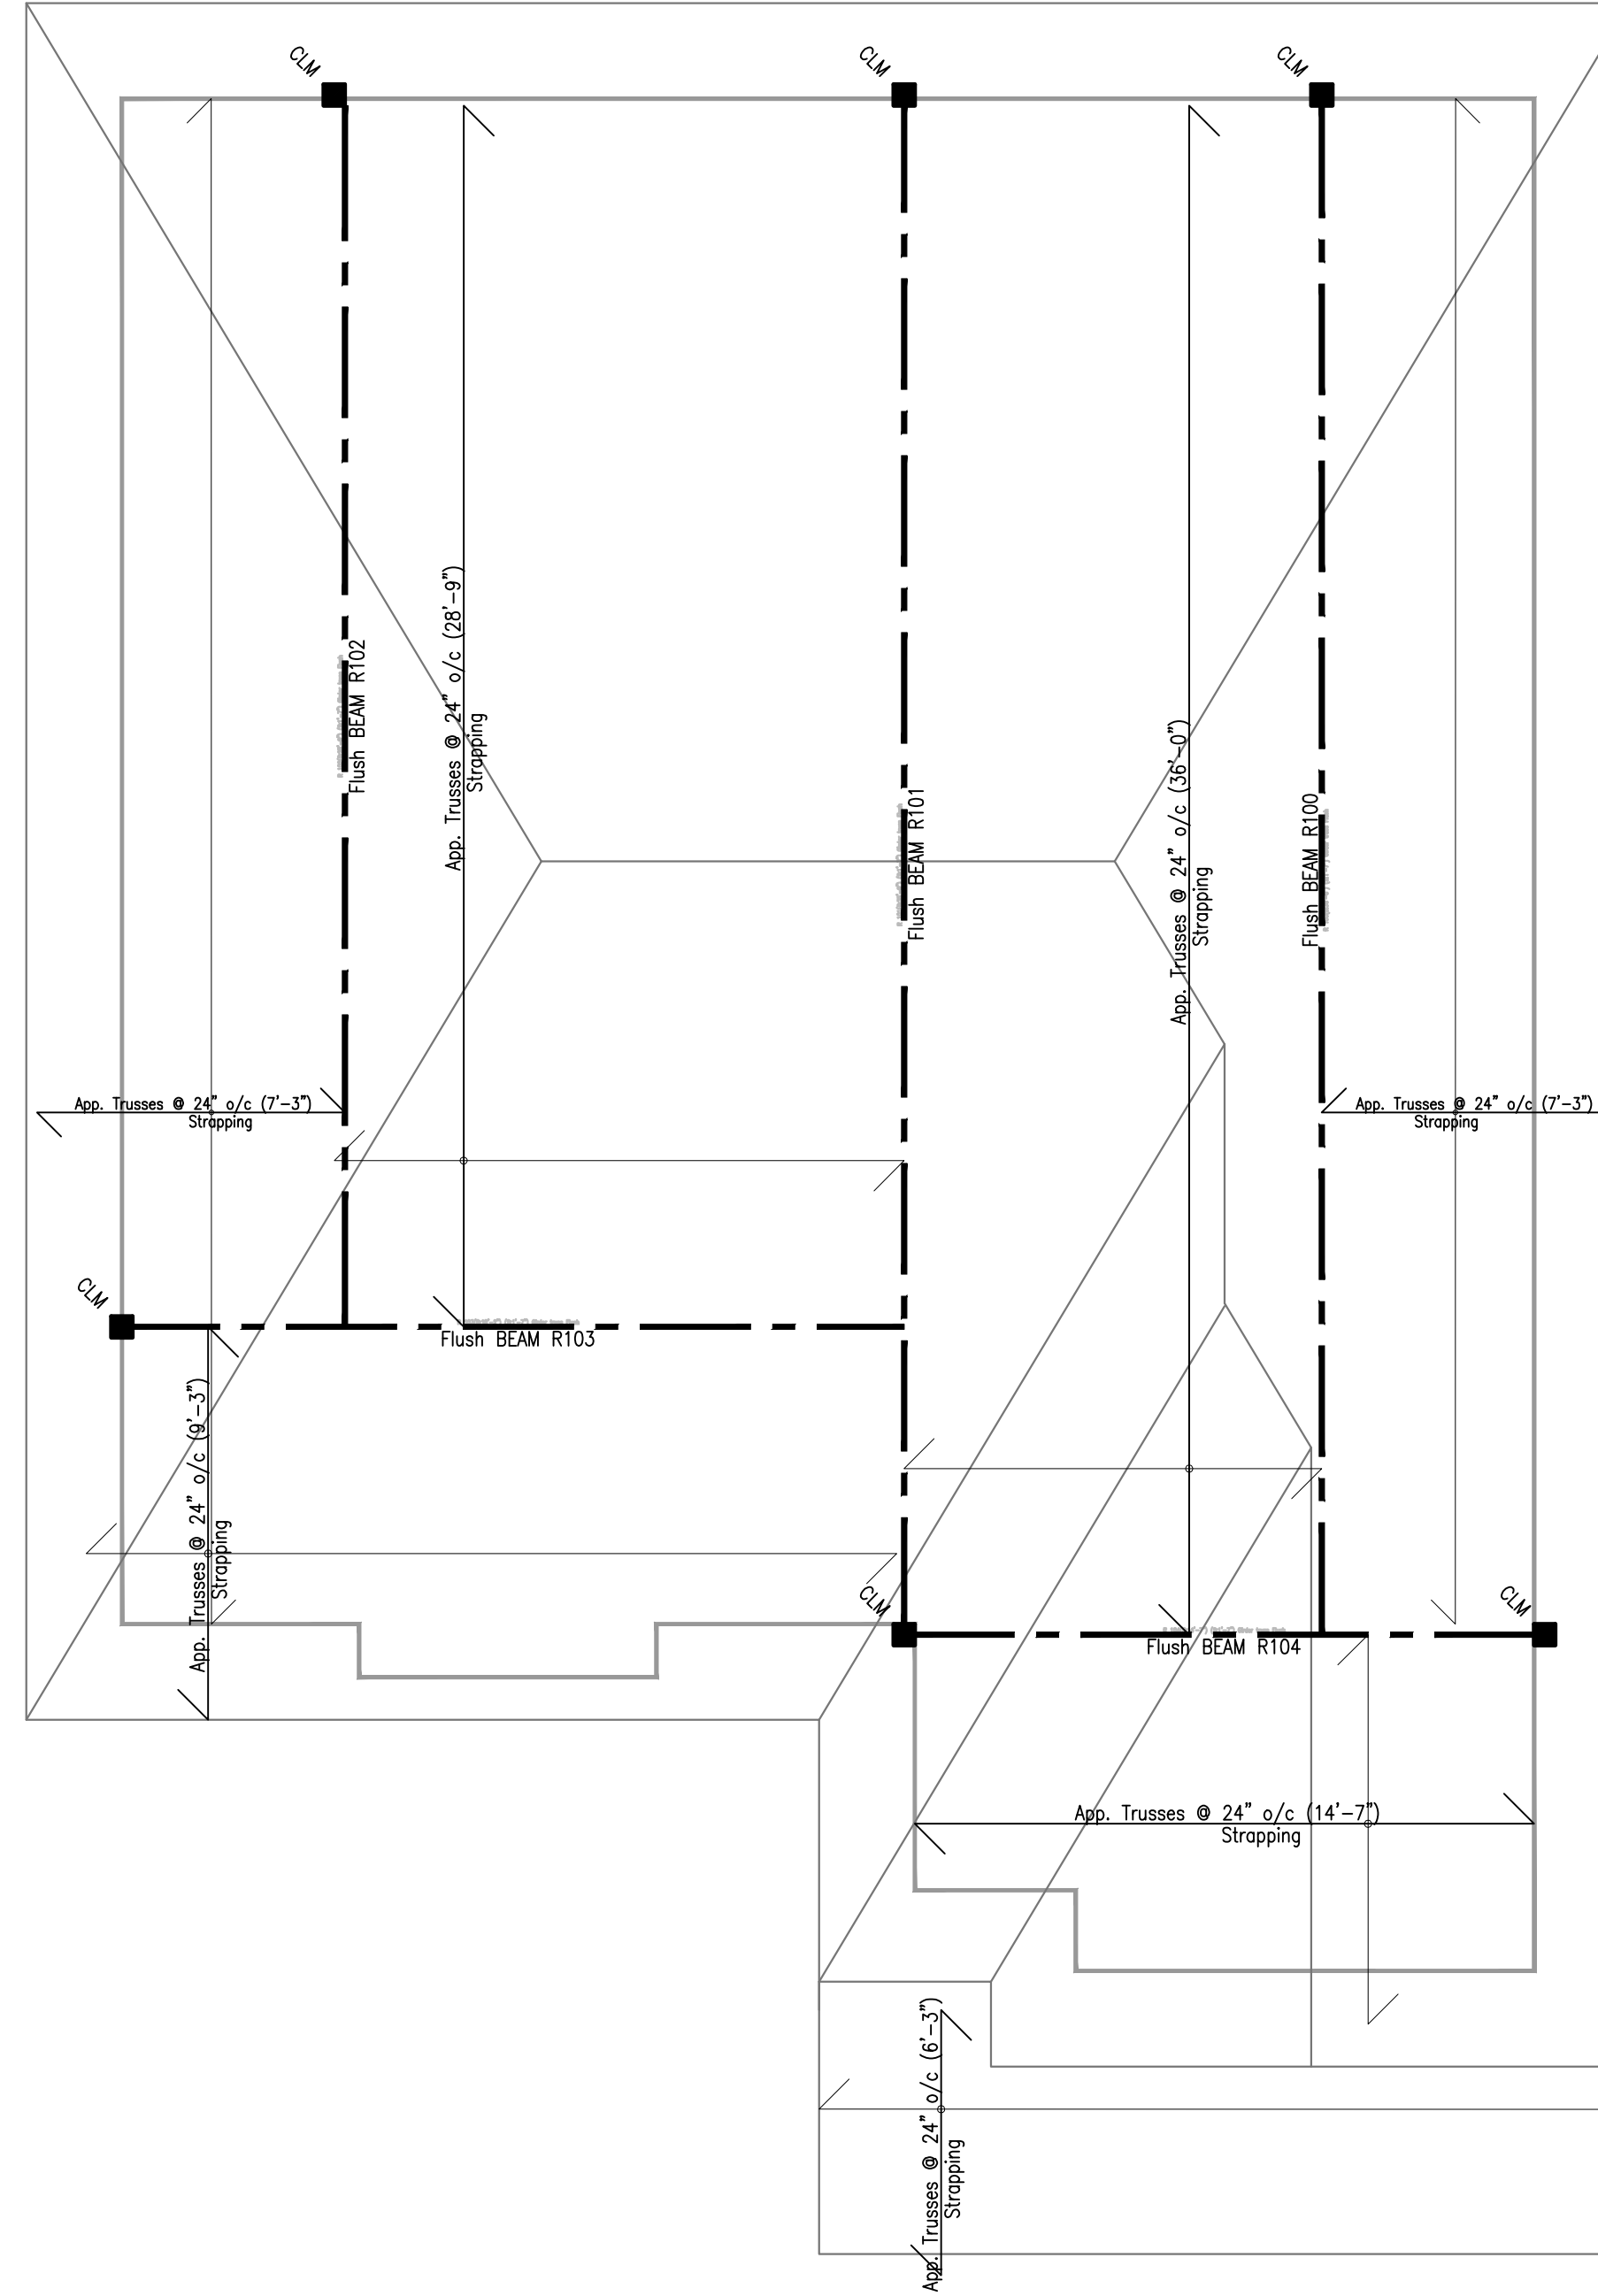 CLM
CLM
CLM
App. Trusses @ 24" o/c (28'-9")
Strapping
Flush BEAM R102
App. Trusses @ 24" o/c (36'-0")
Strapping
Flush BEAM R101
Flush BEAM R100
App. Trusses @ 24" o/c (7'-3")
Strapping
App. Trusses @ 24" o/c (7'-3")
Strapping
CLM
Flush BEAM R103
App. Trusses @ 24" o/c (9'-3")
Strapping
CLM
CLM
Flush BEAM R104
App. Trusses @ 24" o/c (14'-7")
Strapping
App. Trusses @ 24" o/c (6'-3")
Strapping